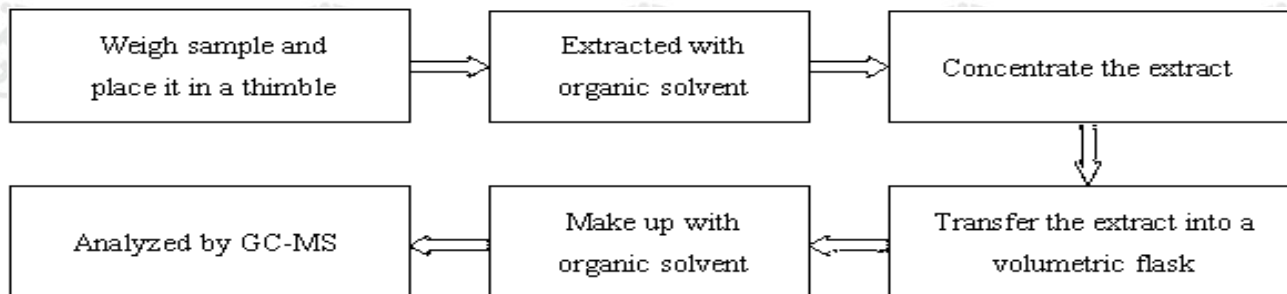 Weigh sample and
place it in a thimble
Extracted with
organic solvent
Concentrate the extract
Transfer the extract into a
volumetric flask
Make up with
organic solvent
Analyzed by GC-MS